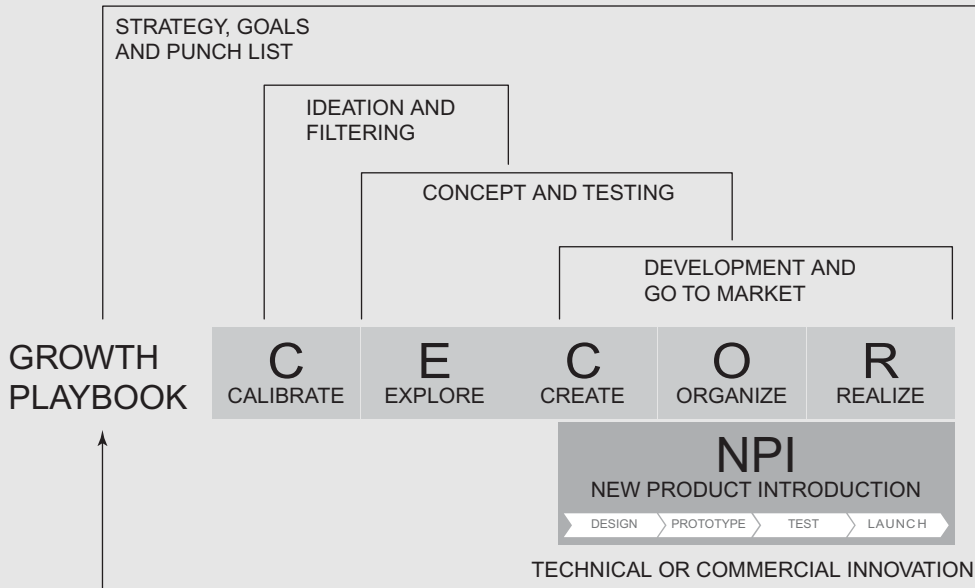 STRATEGY, GOALS
AND PUNCH LIST
IDEATION AND
FILTERING
CONCEPT AND TESTING
DEVELOPMENT AND
GO TO MARKET
GROWTH
PLAYBOOK
C
CALIBRATE
E
EXPLORE
C
CREATE
O
ORGANIZE
R
REALIZE
NPI
NEW PRODUCT INTRODUCTION
DESIGN
PROTOTYPE
TEST
LAUNCH
TECHNICAL OR COMMERCIAL INNOVATION